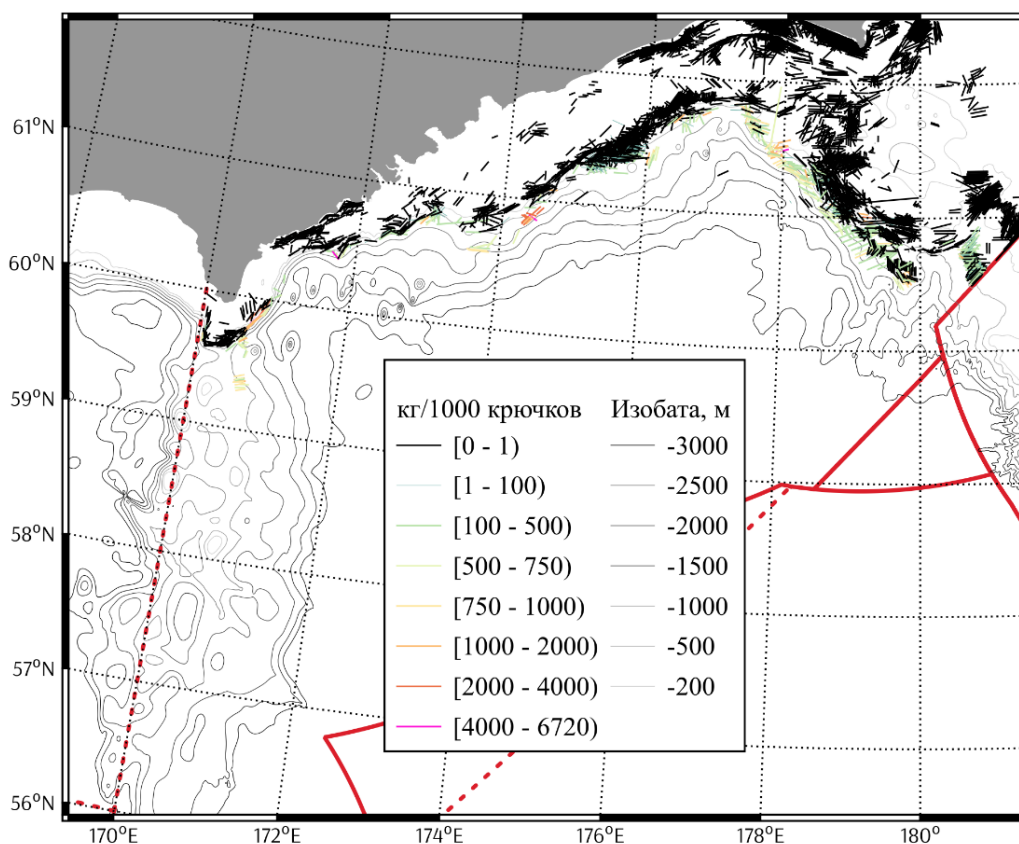 61°N
60°N
59°N
58°N
57°N
56°N
кг/1000 крючков Изобата, м
[0 - 1) -3000
[1 - 100) -2500
[100 - 500) -2000
[500 - 750) -1500
[750 - 1000) -1000
[1000 - 2000) -500
[2000 - 4000) -200
[4000 - 6720)
170°E 172°E 174°E 176°E 178°E 180°